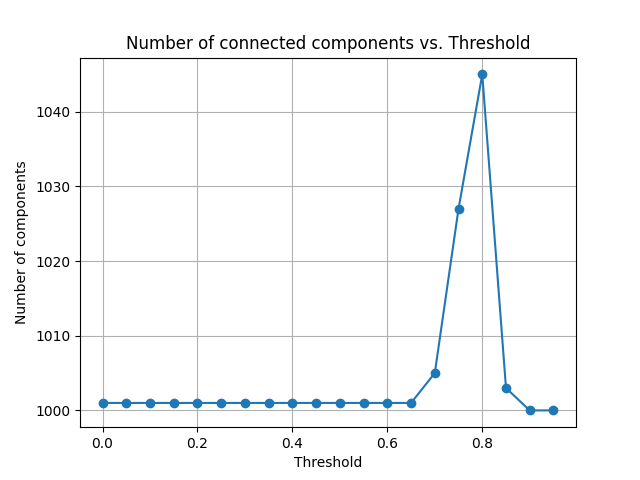 Number of connected components vs. Threshold
Number of components
1040
1030
1020
1010
1000
0.0 0.2 0.4 0.6 0.8
Threshold